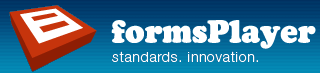 formsPlayer
standards. innovation.